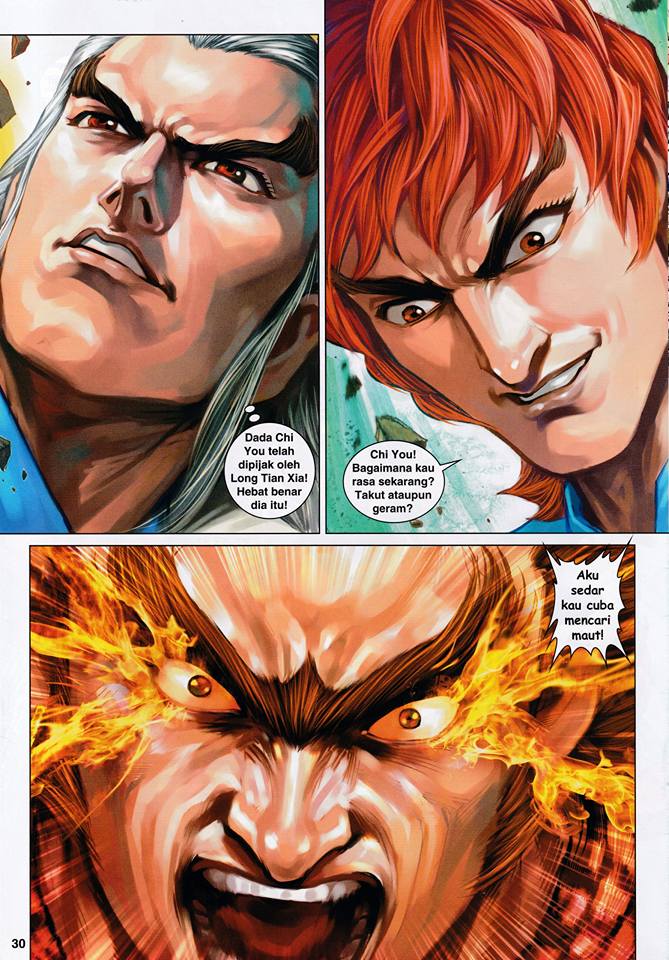 Dada Chi
You telah
dipijak oleh
Long Tian Xia!
Hebat benar
dia itu!
Chi You!
Bagaimana kau
rasa sekarang?
Takut ataupun
geram?
Aku
sedar
kau cuba
mencari
maut!
30